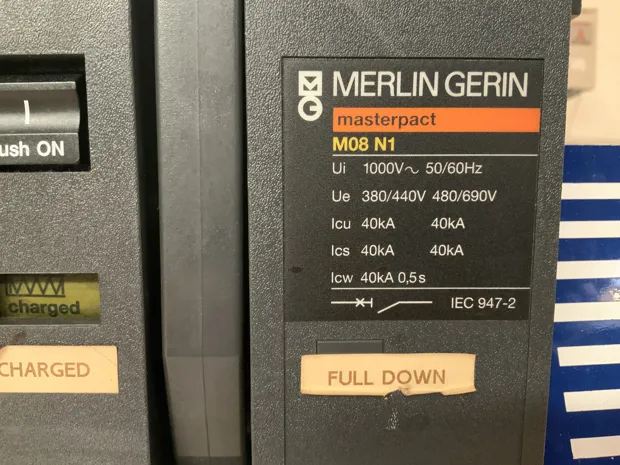 I
ush ON
charged
CHARGED
MG
MERLIN GERIN
masterpact
M08 N1
Ui 1000V~ 50/60Hz
Ue 380/440V 480/690V
Icu 40kA 40kA
Ics 40kA 40kA
Icw 40kA 0,5s
IEC 947-2
FULL DOWN